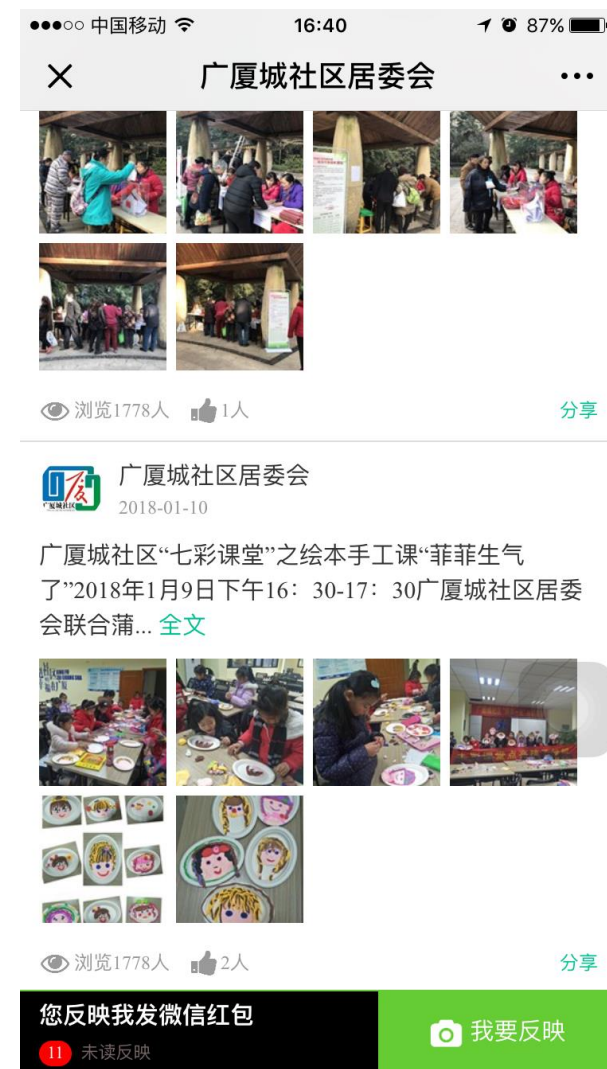 中国移动 16:40 87%
广厦城社区居委会
浏览1778人 1人 分享
广厦城社区居委会
2018-01-10
广厦城社区“七彩课堂”之绘本手工课“菲菲生气
了”2018年1月9日下午16：30-17：30广厦城社区居委
会联合蒲... 全文
浏览1778人 2人 分享
您反映我发微信红包
11 未读反映
我要反映